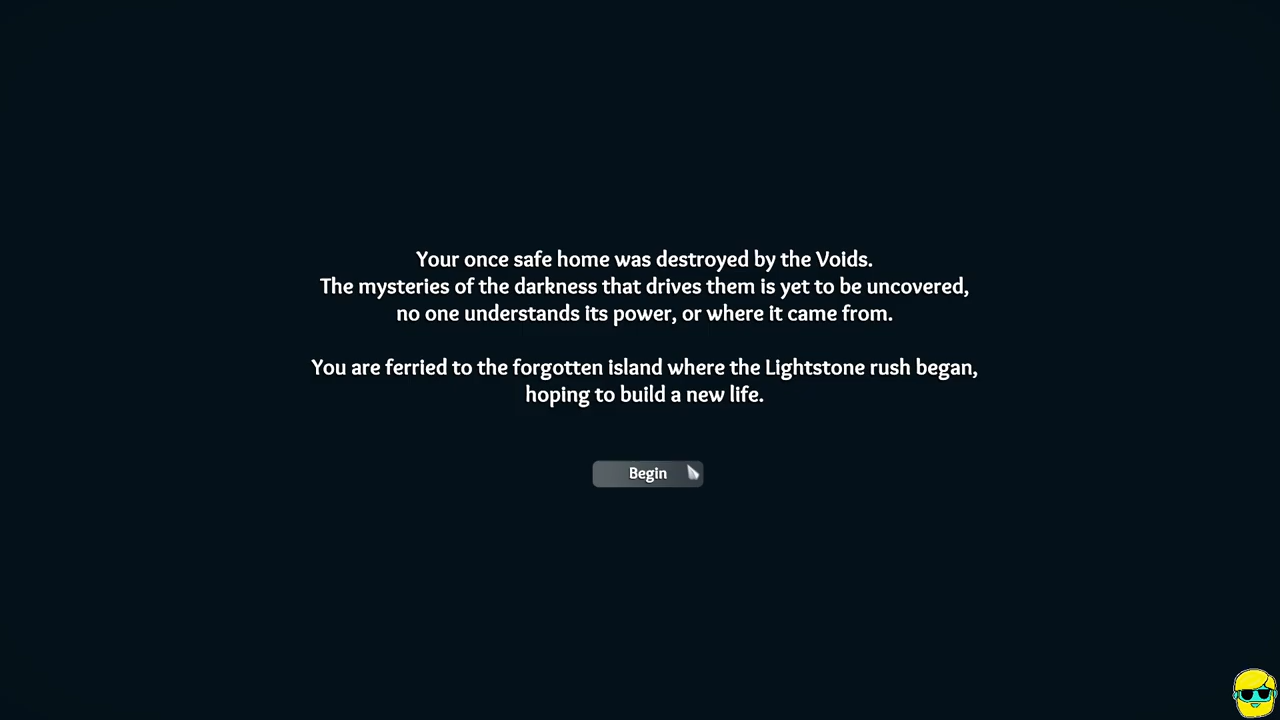 Your once safe home was destroyed by the Voids.
The mysteries of the darkness that drives them is yet to be uncovered,
no one understands its power, or where it came from.
You are ferried to the forgotten island where the Lightstone rush began,
hoping to build a new life.
Begin